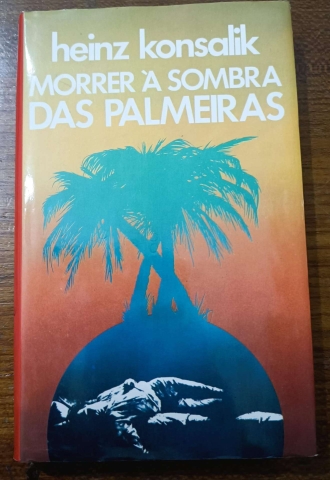 heinz konsalik
MORRER À SOMBRA
DAS PALMEIRAS